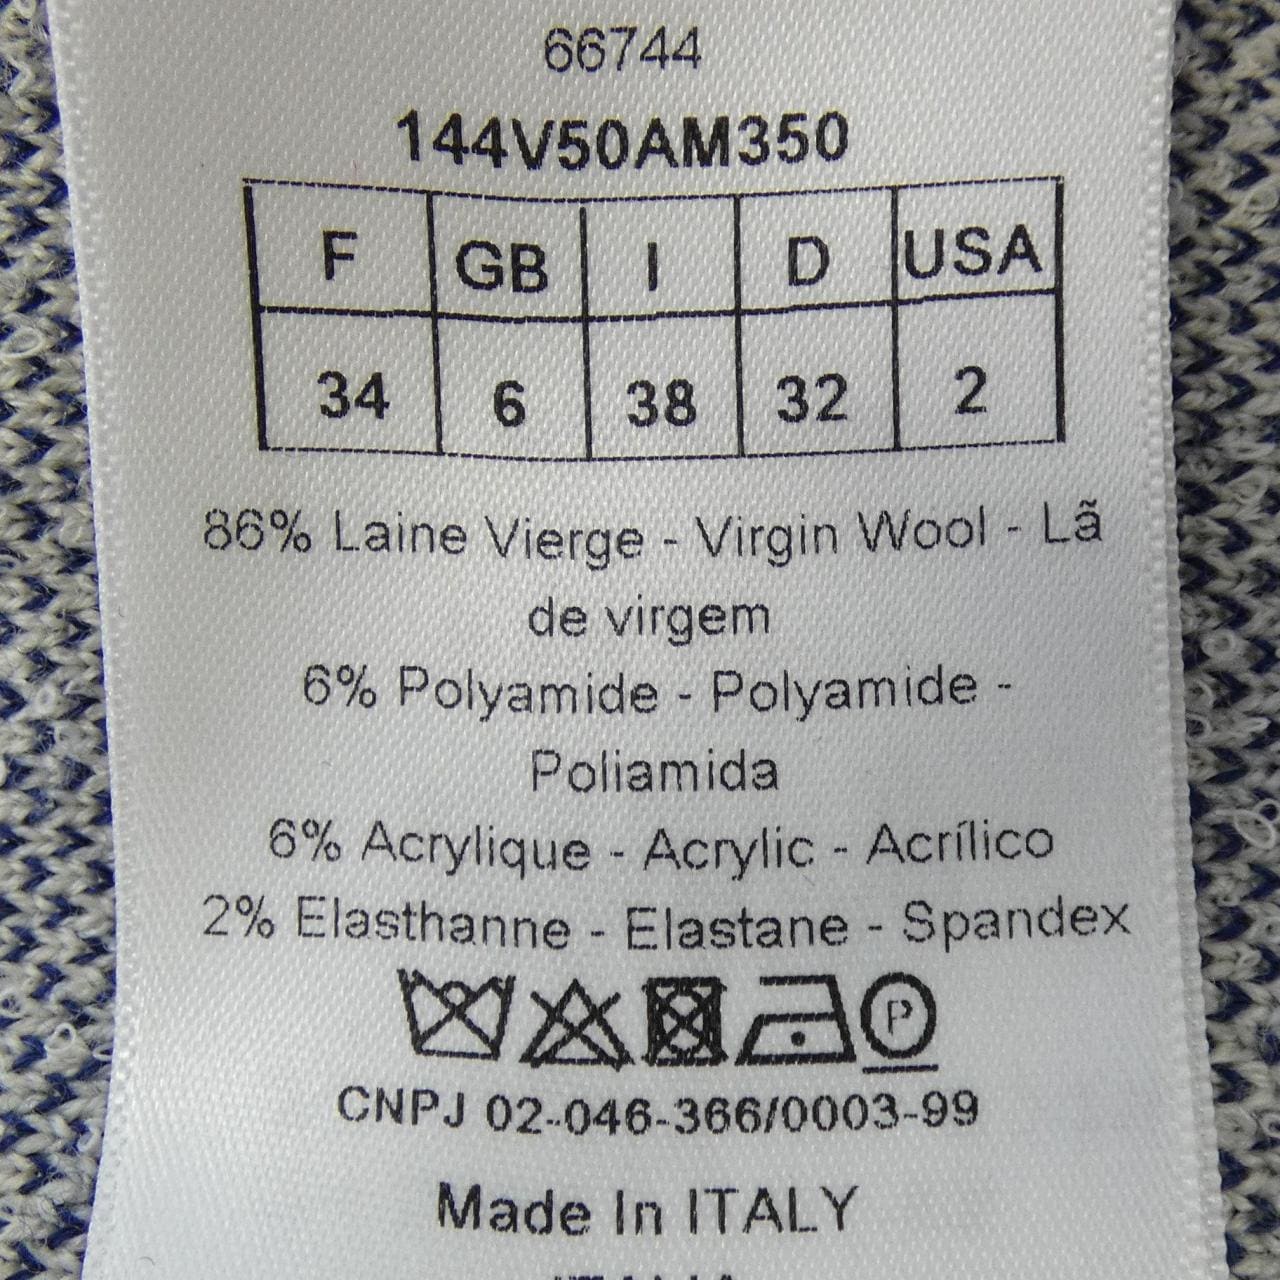 66744
144V50AM350
F GB I D USA
34 6 38 32 2
86% Laine Vierge - Virgin Wool - Lã
de virgem
6% Polyamide - Polyamide -
Poliamida
6% Acrylique - Acrylic - Acrílico
2% Elasthanne - Elastane - Spandex
P
CNPJ 02-046-366/0003-99
Made In ITALY